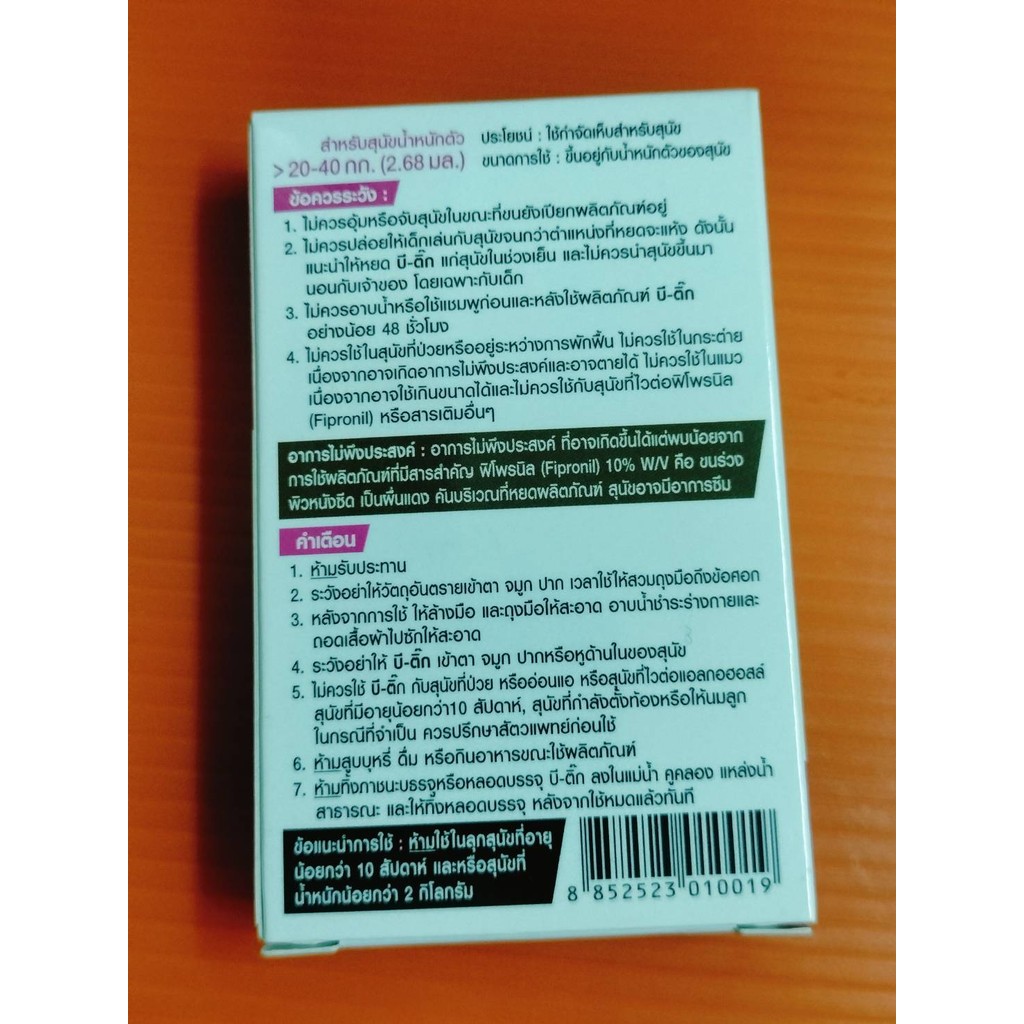 สำหรับสุนัขน้ำหนักตัว
> 20-40 กก. (2.68 มล.)
ประโยชน์ : ใช้กำจัดเห็บสำหรับสุนัข
ขนาดการใช้ : ขึ้นอยู่กับน้ำหนักตัวของสุนัข
ข้อควรระวัง :
1. ไม่ควรอุ้มหรือจับสุนัขในขณะที่ขนยังเปียกผลิตภัณฑ์อยู่
2. ไม่ควรปล่อยให้เด็กเล่นกับสุนัขจนกว่าตำแหน่งที่หยดจะแห้ง ดังนั้น
แนะนำให้หยด บี-ติ๊ก แก่สุนัขในช่วงเย็น และไม่ควรนำสุนัขขึ้นมา
นอนกับเจ้าของ โดยเฉพาะกับเด็ก
3. ไม่ควรอาบน้ำหรือใช้แชมพูก่อนและหลังใช้ผลิตภัณฑ์ บี-ติ๊ก
อย่างน้อย 48 ชั่วโมง
4. ไม่ควรใช้ในสุนัขที่ป่วยหรืออยู่ระหว่างการพักฟื้น ไม่ควรใช้ในกระต่าย
เนื่องจากอาจเกิดอาการไม่พึงประสงค์และอาจตายได้ ไม่ควรใช้ในแมว
เนื่องจากอาจใช้เกินขนาดได้และไม่ควรใช้กับสุนัขที่ไวต่อฟิโพรนิล
(Fipronil) หรือสารเติมอื่นๆ
อาการไม่พึงประสงค์ : อาการไม่พึงประสงค์ ที่อาจเกิดขึ้นได้แต่พบน้อยจาก
การใช้ผลิตภัณฑ์ที่มีสารสำคัญ ฟิโพรนิล (Fipronil) 10% W/V คือ ขนร่วง
ผิวหนังซีด เป็นผื่นแดง คันบริเวณที่หยดผลิตภัณฑ์ สุนัขอาจมีอาการซึม
คำเตือน
1. ห้ามรับประทาน
2. ระวังอย่าให้วัตถุอันตรายเข้าตา จมูก ปาก เวลาใช้ให้สวมถุงมือถึงข้อศอก
3. หลังจากการใช้ ให้ล้างมือ และถุงมือให้สะอาด อาบน้ำชำระร่างกายและ
ถอดเสื้อผ้าไปซักให้สะอาด
4. ระวังอย่าให้ บี-ติ๊ก เข้าตา จมูก ปากหรือหูด้านในของสุนัข
5. ไม่ควรใช้ บี-ติ๊ก กับสุนัขที่ป่วย หรืออ่อนแอ หรือสุนัขที่ไวต่อแอลกอฮอสล์
สุนัขที่มีอายุน้อยกว่า10 สัปดาห์, สุนัขที่กำลังตั้งท้องหรือให้นมลูก
ในกรณีที่จำเป็น ควรปรึกษาสัตวแพทย์ก่อนใช้
6. ห้ามสูบบุหรี่ ดื่ม หรือกินอาหารขณะใช้ผลิตภัณฑ์
7. ห้ามทิ้งภาชนะบรรจุหรือหลอดบรรจุ บี-ติ๊ก ลงในแม่น้ำ คูคลอง แหล่งน้ำ
สาธารณะ และให้ทิ้งหลอดบรรจุ หลังจากใช้หมดแล้วทันที
ข้อแนะนำการใช้ : ห้ามใช้ในลูกสุนัขที่อายุ
น้อยกว่า 10 สัปดาห์ และหรือสุนัขที่
น้ำหนักน้อยกว่า 2 กิโลกรัม
8 852523 010019